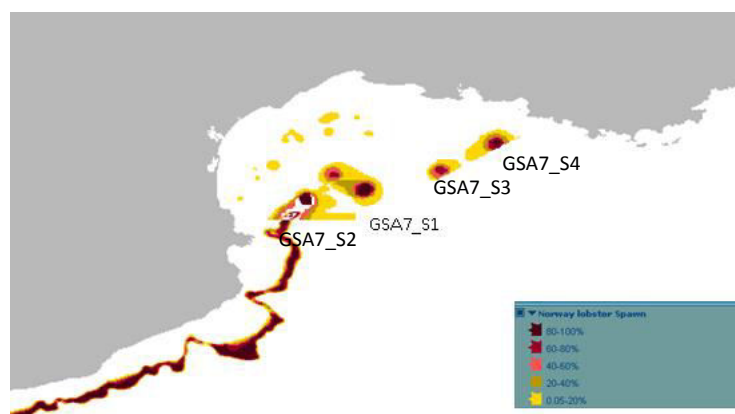 GSA7_S4
GSA7_S3
GSA7_S1
GSA7_S2
Norway lobster Spawn
80-100%
60-80%
40-60%
20-40%
0.05-20%